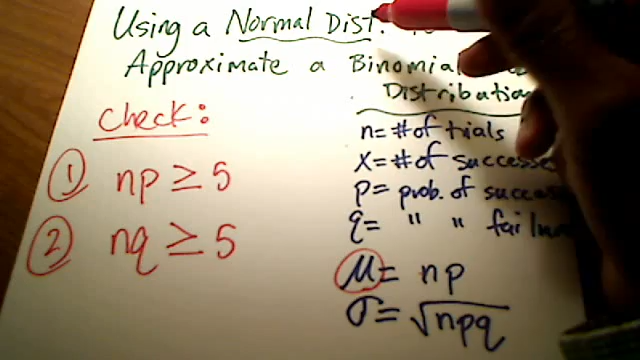 Using a Normal Dist.
Approximate a Binomial
Distribution
Check:
① np ≥ 5
② nq ≥ 5
n= # of trials
x= # of successes
p= prob. of success
q= " " failure
μ= np
σ= √npq